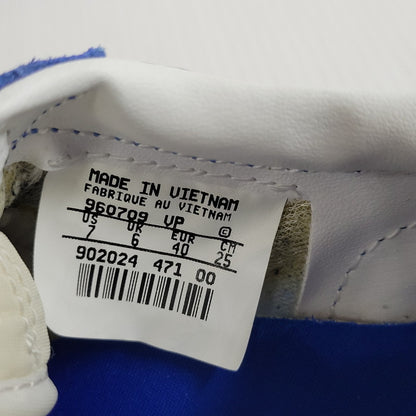 MADE IN VIETNAM
FABRIQUE AU VIETNAM
960709 VP ©
US UK EUR CM
7 6 40 25
902024 471 00